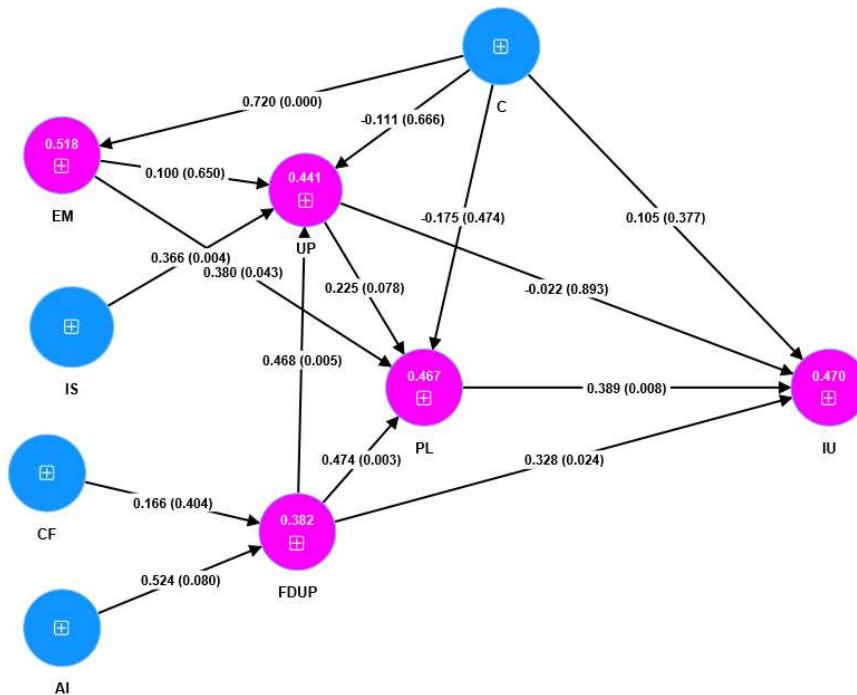 C
0.720 (0.000)
-0.111 (0.666)
0.518
0.100 (0.650)
0.441
EM
UP
-0.175 (0.474)
0.105 (0.377)
0.366 (0.004)
0.380 (0.043)
0.225 (0.078)
-0.022 (0.893)
IS
0.468 (0.005)
0.467
0.389 (0.008)
0.470
PL
IU
0.474 (0.003)
0.328 (0.024)
0.166 (0.404)
CF
0.382
0.524 (0.080)
FDUP
AI